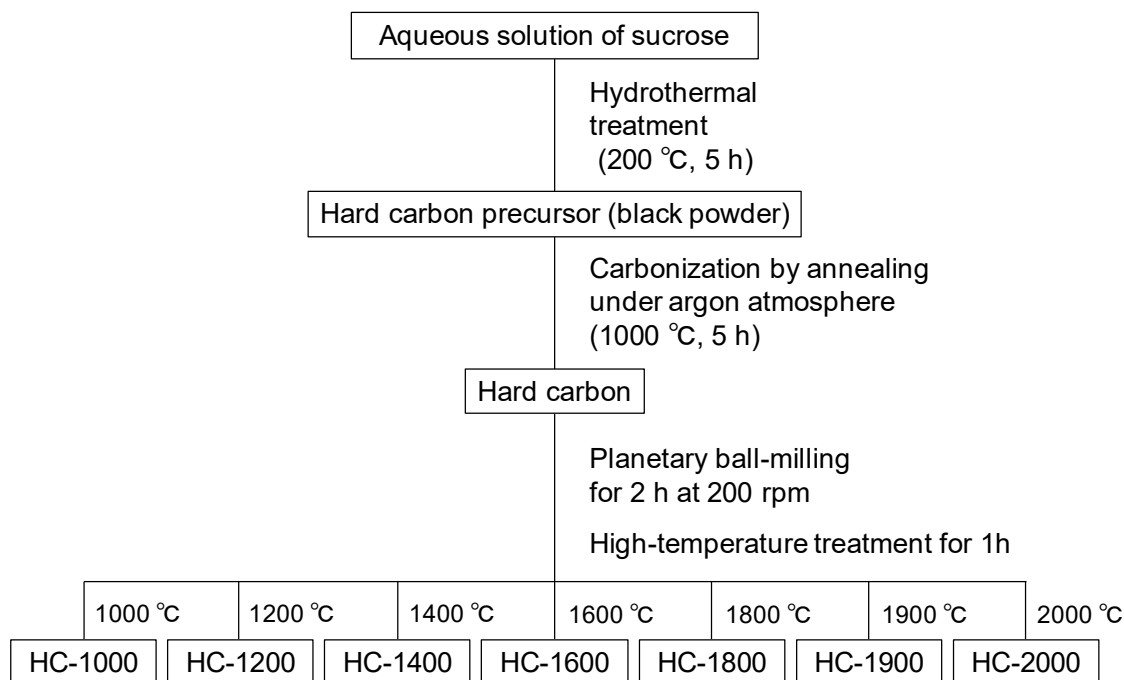 Aqueous solution of sucrose
Hydrothermal
treatment
(200 ℃, 5 h)
Hard carbon precursor (black powder)
Carbonization by annealing
under argon atmosphere
(1000 ℃, 5 h)
Hard carbon
Planetary ball-milling
for 2 h at 200 rpm
High-temperature treatment for 1h
1000 ℃ 1200 ℃ 1400 ℃ 1600 ℃ 1800 ℃ 1900 ℃ 2000 ℃
HC-1000 HC-1200 HC-1400 HC-1600 HC-1800 HC-1900 HC-2000